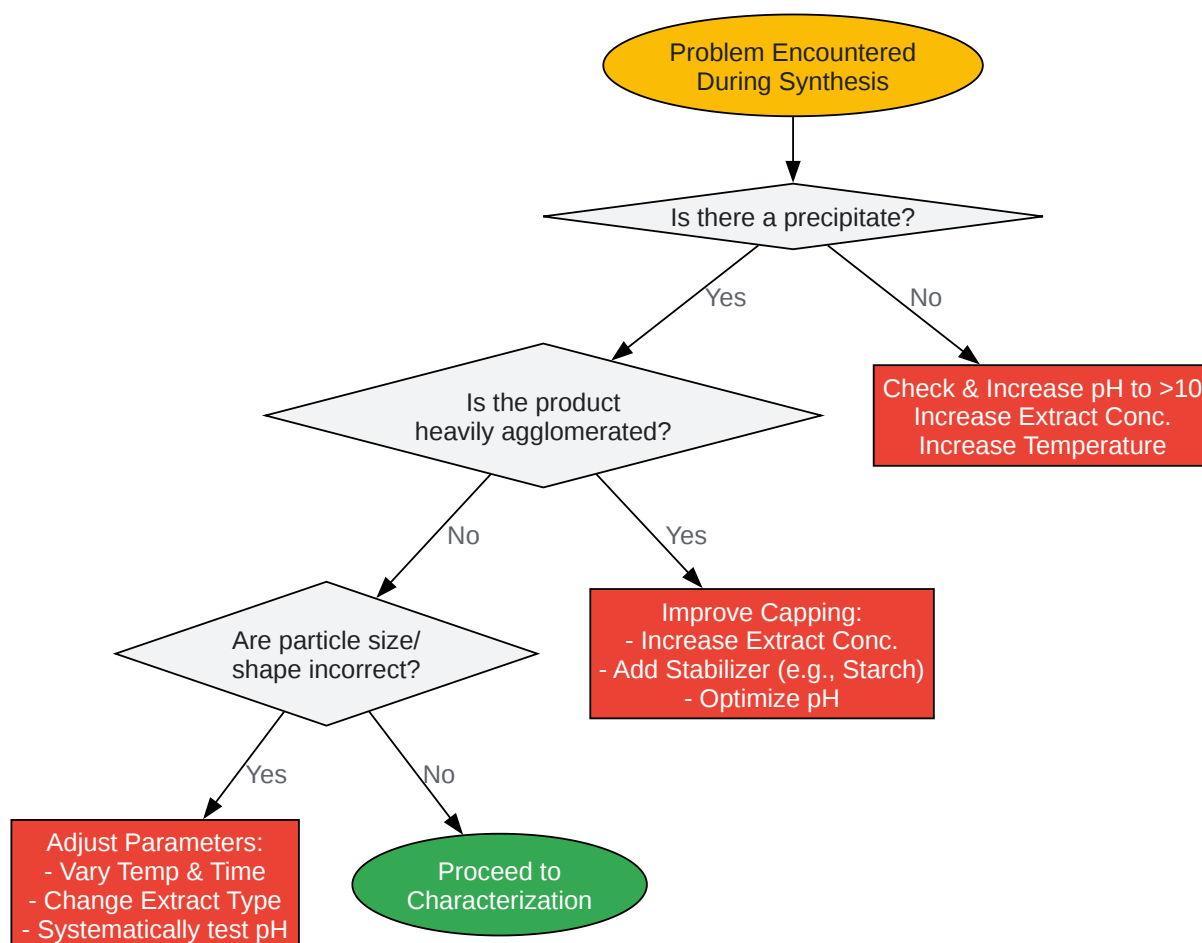 Problem Encountered
During Synthesis
Is there a precipitate?
Yes
No
Is the product
heavily agglomerated?
Check & Increase pH to >10
Increase Extract Conc.
Increase Temperature
No
Yes
Are particle size/
shape incorrect?
Improve Capping:
- Increase Extract Conc.
- Add Stabilizer (e.g., Starch)
- Optimize pH
Yes
No
Adjust Parameters:
- Vary Temp & Time
- Change Extract Type
- Systematically test pH
Proceed to
Characterization